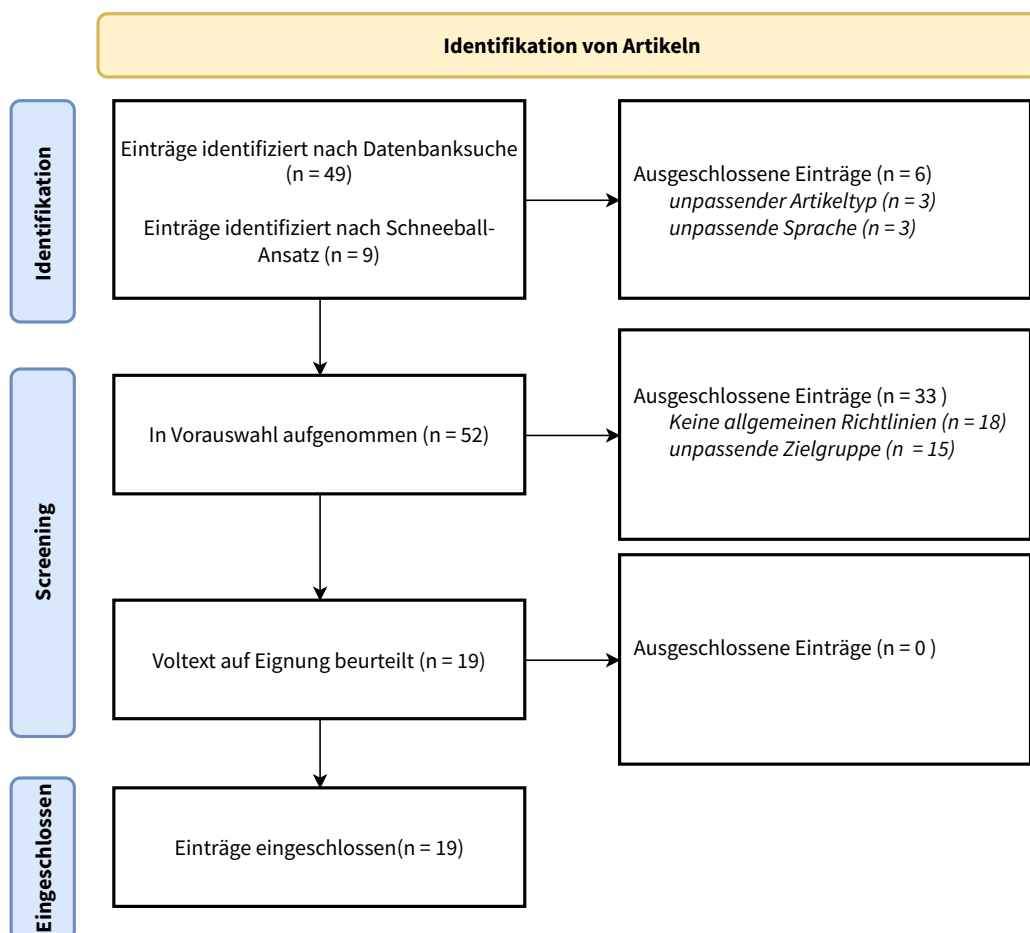 Identifikation von Artikeln
Identifikation
Einträge identifiziert nach Datenbanksuche
(n = 49)
Einträge identifiziert nach Schneeball-
Ansatz (n = 9)
Ausgeschlossene Einträge (n = 6)
unpassender Artikeltyp (n = 3)
unpassende Sprache (n = 3)
Screening
In Vorauswahl aufgenommen (n = 52)
Ausgeschlossene Einträge (n = 33 )
Keine allgemeinen Richtlinien (n = 18)
unpassende Zielgruppe (n  = 15)
Voltext auf Eignung beurteilt (n = 19)
Ausgeschlossene Einträge (n = 0 )
Eingeschlossen
Einträge eingeschlossen(n = 19)